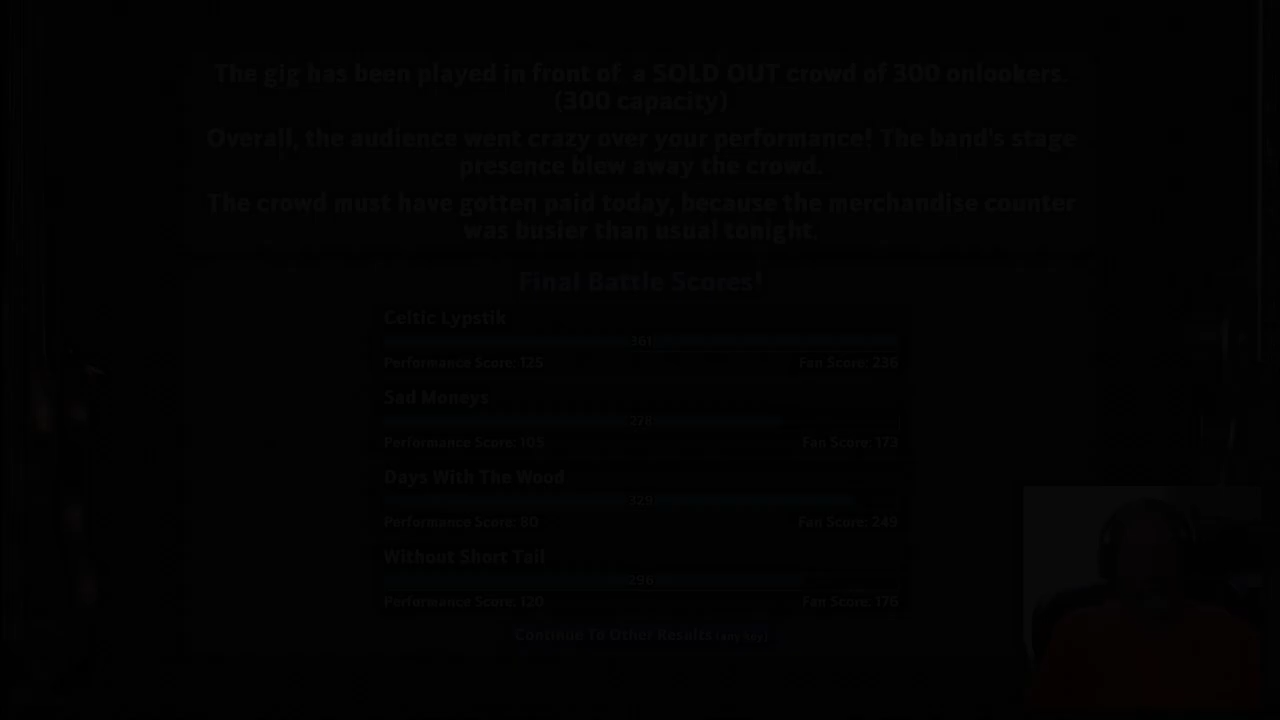 The gig has been played in front of a SOLD OUT crowd of 300 onlookers.
(300 capacity)
Overall, the audience went crazy over your performance! The band's stage
presence blew away the crowd.
The crowd must have gotten paid today, because the merchandise counter
was busier than usual tonight.
Final Battle Scores!
Celtic Lypstik
361
Performance Score: 125 Fan Score: 236
Sad Moneys
278
Performance Score: 105 Fan Score: 173
Days With The Wood
329
Performance Score: 80 Fan Score: 249
Without Short Tail
296
Performance Score: 120 Fan Score: 176
Continue To Other Results (any key)